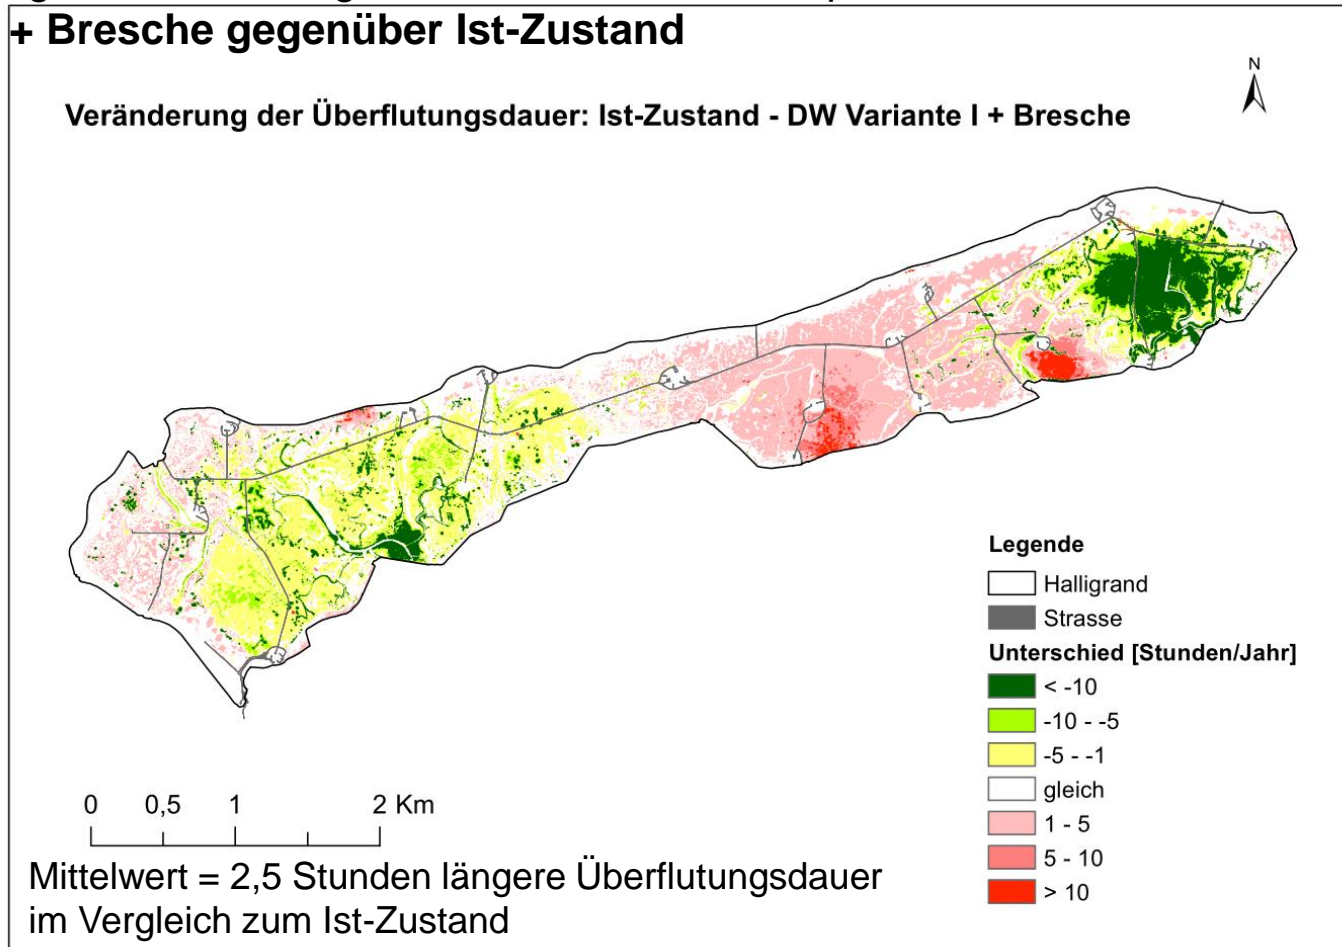 + Bresche gegenüber Ist-Zustand
N
Veränderung der Überflutungsdauer: Ist-Zustand - DW Variante I + Bresche
Legende
Halligrand
Strasse
Unterschied [Stunden/Jahr]
< -10
-10 - -5
-5 - -1
gleich
1 - 5
5 - 10
> 10
0 0,5 1 2 Km
Mittelwert = 2,5 Stunden längere Überflutungsdauer
im Vergleich zum Ist-Zustand